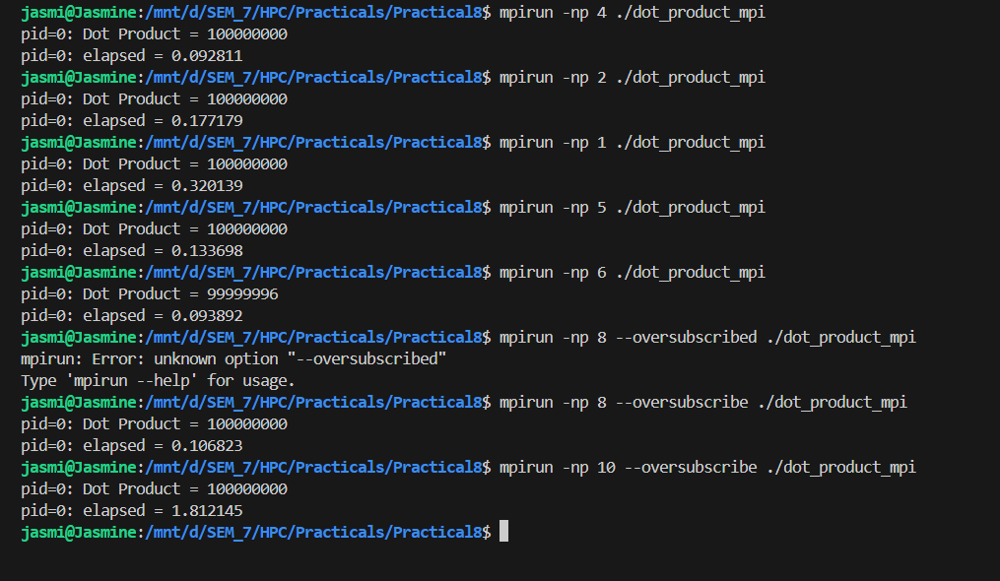 jasmi@Jasmine:/mnt/d/SEM_7/HPC/Practicals/Practical8$ mpirun -np 4 ./dot_product_mpi
pid=0: Dot Product = 100000000
pid=0: elapsed = 0.092811
jasmi@Jasmine:/mnt/d/SEM_7/HPC/Practicals/Practical8$ mpirun -np 2 ./dot_product_mpi
pid=0: Dot Product = 100000000
pid=0: elapsed = 0.177179
jasmi@Jasmine:/mnt/d/SEM_7/HPC/Practicals/Practical8$ mpirun -np 1 ./dot_product_mpi
pid=0: Dot Product = 100000000
pid=0: elapsed = 0.320139
jasmi@Jasmine:/mnt/d/SEM_7/HPC/Practicals/Practical8$ mpirun -np 5 ./dot_product_mpi
pid=0: Dot Product = 100000000
pid=0: elapsed = 0.133698
jasmi@Jasmine:/mnt/d/SEM_7/HPC/Practicals/Practical8$ mpirun -np 6 ./dot_product_mpi
pid=0: Dot Product = 99999996
pid=0: elapsed = 0.093892
jasmi@Jasmine:/mnt/d/SEM_7/HPC/Practicals/Practical8$ mpirun -np 8 --oversubscribed ./dot_product_mpi
mpirun: Error: unknown option "--oversubscribed"
Type 'mpirun --help' for usage.
jasmi@Jasmine:/mnt/d/SEM_7/HPC/Practicals/Practical8$ mpirun -np 8 --oversubscribe ./dot_product_mpi
pid=0: Dot Product = 100000000
pid=0: elapsed = 0.106823
jasmi@Jasmine:/mnt/d/SEM_7/HPC/Practicals/Practical8$ mpirun -np 10 --oversubscribe ./dot_product_mpi
pid=0: Dot Product = 100000000
pid=0: elapsed = 1.812145
jasmi@Jasmine:/mnt/d/SEM_7/HPC/Practicals/Practical8$